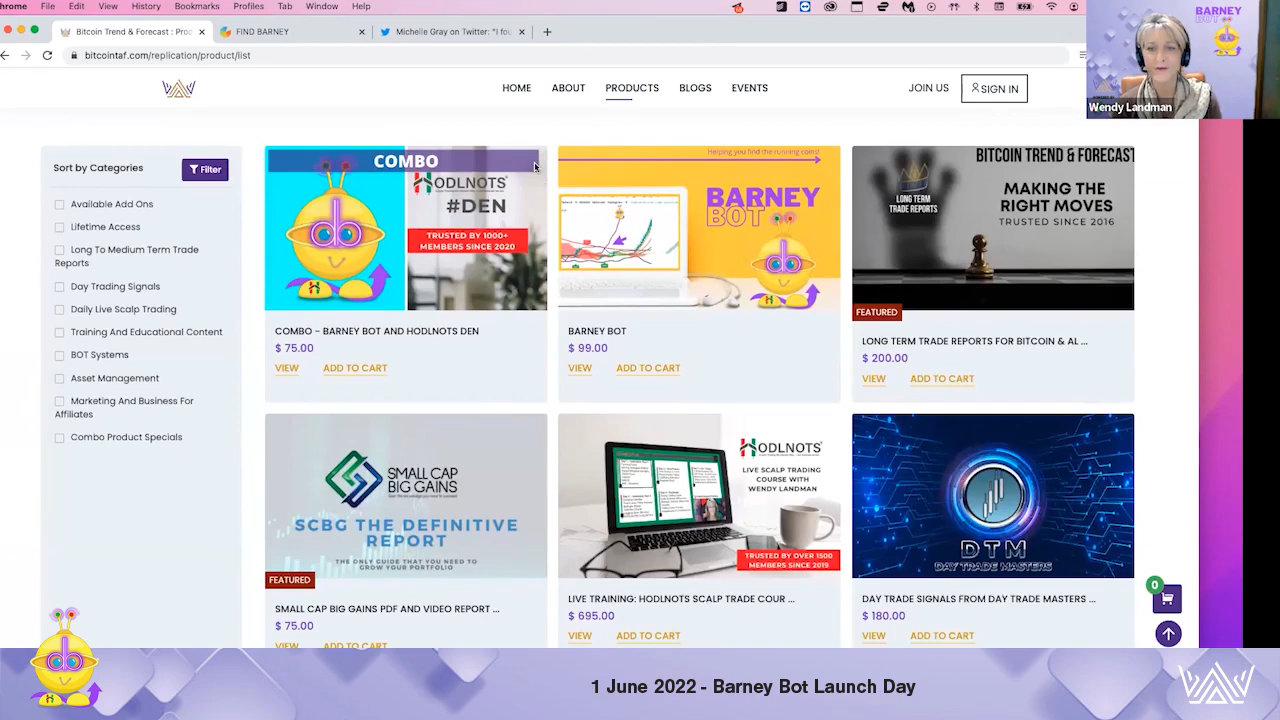 hrome File Edit View History Bookmarks Profiles Tab Window Help
Bitcoin Trend & Forecast : Proc
FIND BARNEY
Michelle Gray on Twitter: "I fou
bitcointaf.com/replication/product/list
HOME ABOUT PRODUCTS BLOGS EVENTS
JOIN US SIGN IN
BARNEY
BOT
Wendy Landman
Sort by Categories
Filter
Available Add Ons
Lifetime Access
Long To Medium Term Trade
Reports
Day Trading Signals
Daily Live Scalp Trading
Training And Educational Content
BOT Systems
Asset Management
Marketing And Business For
Affiliates
Combo Product Specials
COMBO
HODLNOTS
#DEN
TRUSTED BY 1000+
MEMBERS SINCE 2020
COMBO - BARNEY BOT AND HODLNOTS DEN
$ 75.00
VIEW ADD TO CART
Helping you find the running coins!
BARNEY
BOT
BARNEY BOT
$ 99.00
VIEW ADD TO CART
BITCOIN TREND & FORECAST
LONG TERM
TRADE REPORTS
MAKING THE
RIGHT MOVES
TRUSTED SINCE 2016
FEATURED
LONG TERM TRADE REPORTS FOR BITCOIN & AL ...
$ 200.00
VIEW ADD TO CART
SMALL CAP
BIG GAINS
SCBG THE DEFINITIVE
REPORT
THE ONLY GUIDE THAT YOU NEED TO
GROW YOUR PORTFOLIO
FEATURED
SMALL CAP BIG GAINS PDF AND VIDEO REPORT ...
$ 75.00
VIEW ADD TO CART
HODLNOTS
LIVE SCALP TRADING
COURSE WITH
WENDY LANDMAN
TRUSTED BY OVER 1500
MEMBERS SINCE 2019
LIVE TRAINING: HODLNOTS SCALP TRADE COUR ...
$ 695.00
VIEW ADD TO CART
DTM
DAY TRADE MASTERS
DAY TRADE SIGNALS FROM DAY TRADE MASTERS ...
$ 180.00
VIEW ADD TO CART
0
H
1 June 2022 - Barney Bot Launch Day